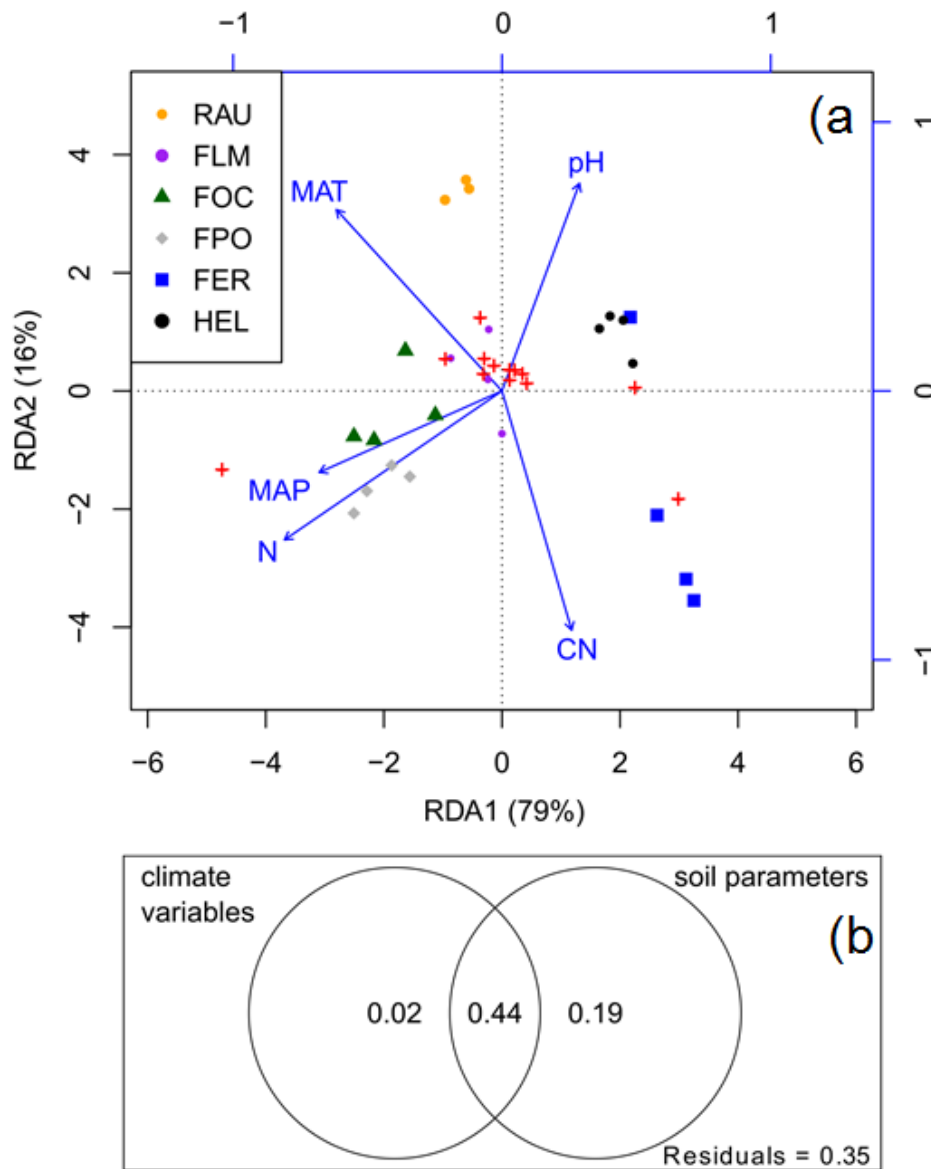 -1 0 1
(a
RAU
FLM
FOC
FPO
FER
HEL
MAT
pH
MAP
N
CN
4
2
0
−2
−4
RDA2 (16%)
1
0
-1
−6 −4 −2 0 2 4 6
RDA1 (79%)
climate
variables
soil parameters
(b
0.02 0.44 0.19
Residuals = 0.35